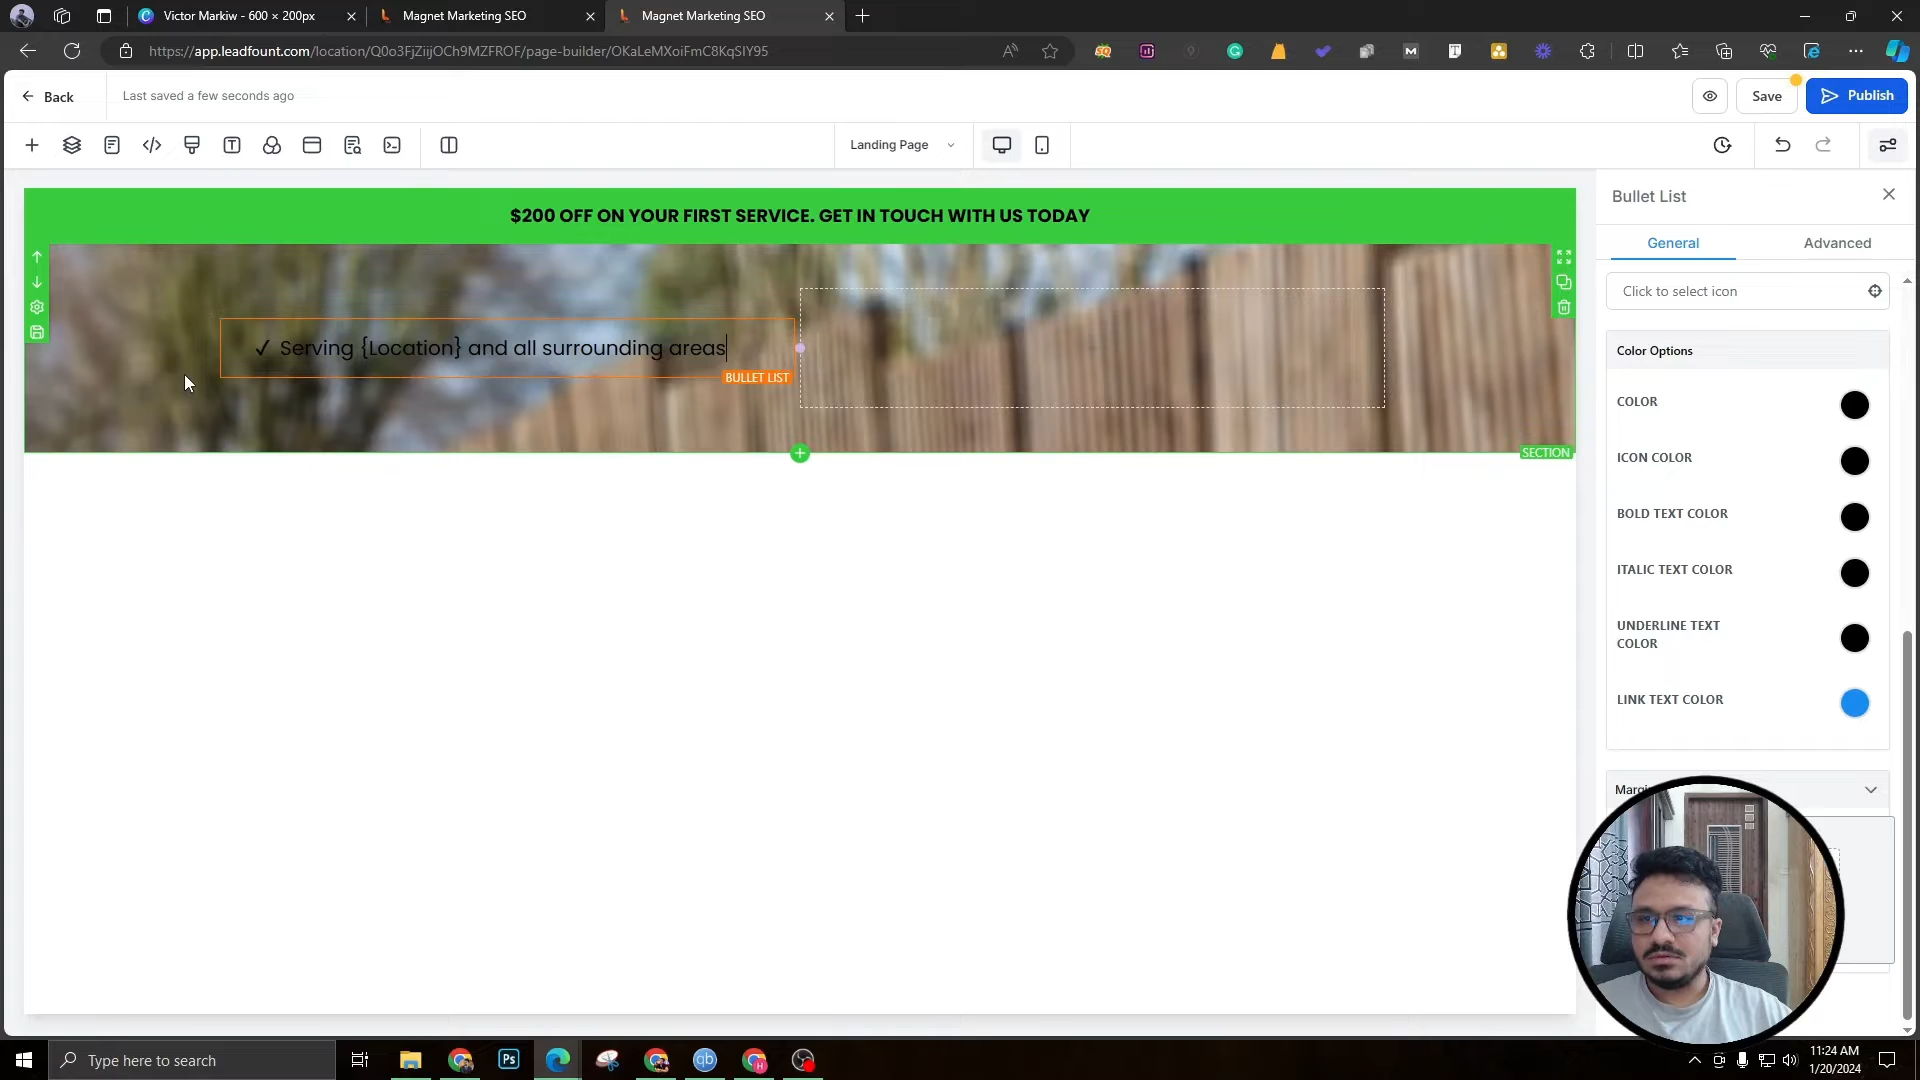 Victor Markiw - 600 × 200px
Magnet Marketing SEO
Magnet Marketing SEO
https://app.leadfount.com/location/Q0o3FjZiijOCh9MZFROF/page-builder/OKaLeMXoiFmC8KqSIY95
Back
Last saved a few seconds ago
Save
Publish
Landing Page
$200 OFF ON YOUR FIRST SERVICE. GET IN TOUCH WITH US TODAY
✓ Serving {Location} and all surrounding areas
BULLET LIST
SECTION
Bullet List
General
Advanced
Click to select icon
Color Options
COLOR
ICON COLOR
BOLD TEXT COLOR
ITALIC TEXT COLOR
UNDERLINE TEXT
COLOR
LINK TEXT COLOR
Type here to search
Ps
qb
11:24 AM
1/20/2024